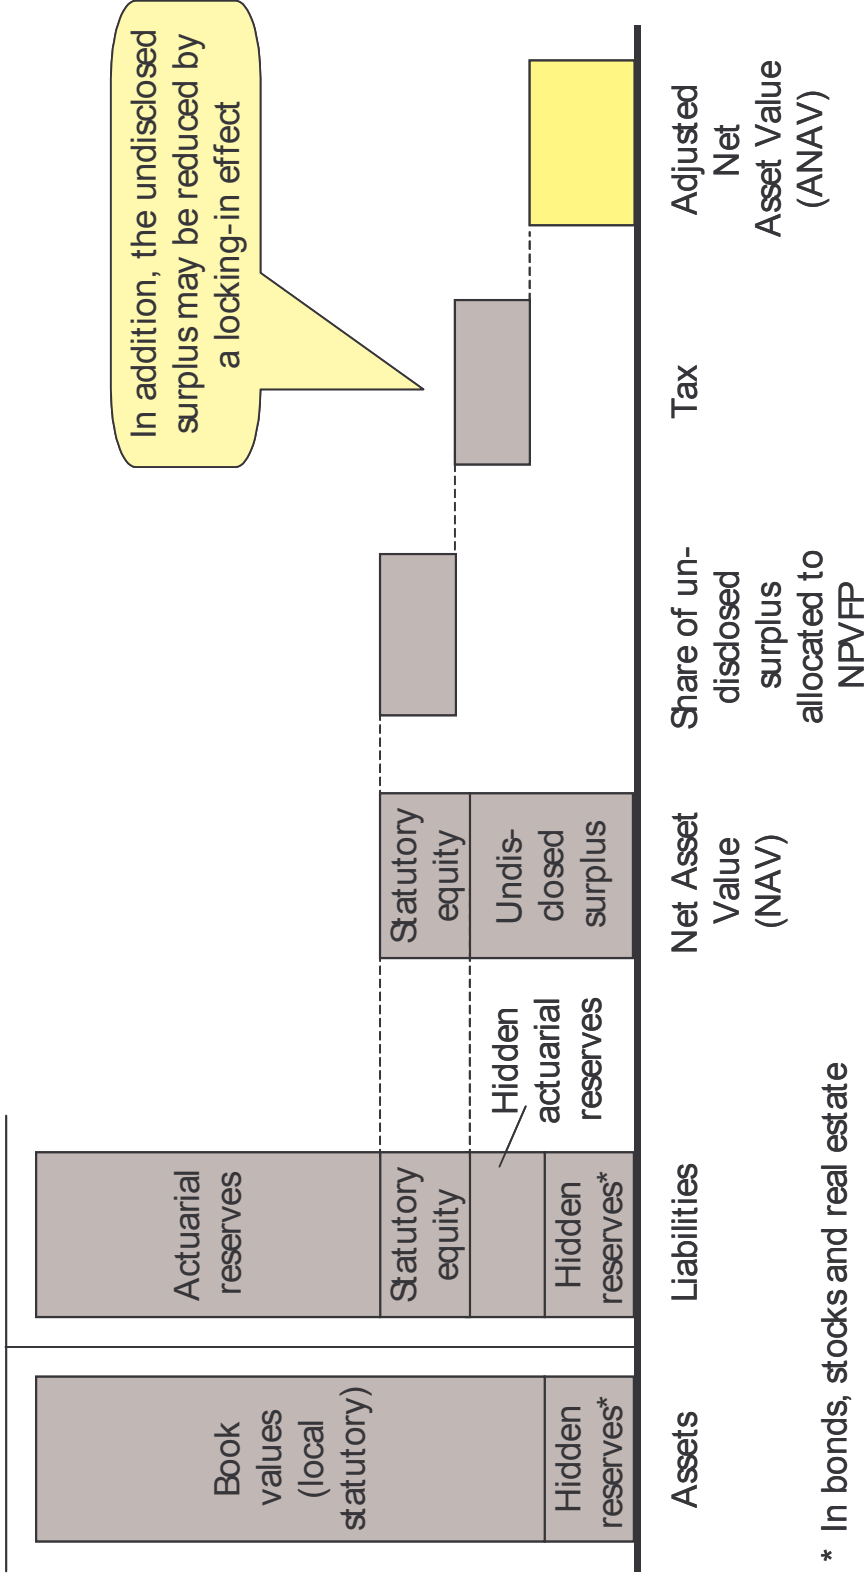 In addition, the undisclosed
surplus may be reduced by
a locking-in effect
Book
values
(local
statutory)
Hidden
reserves*
Actuarial
reserves
Statutory
equity
Hidden
reserves*
Hidden
actuarial
reserves
Statutory
equity
Undis-
closed
surplus
Assets
Liabilities
Net Asset
Value
(NAV)
Share of un-
disclosed
surplus
allocated to
NPVFP
Tax
Adjusted
Net
Asset Value
(ANAV)
* In bonds, stocks and real estate